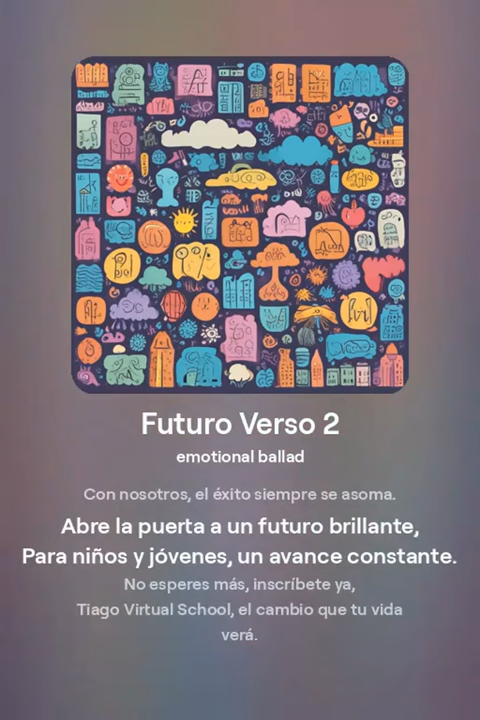 Futuro Verso 2
emotional ballad
Con nosotros, el éxito siempre se asoma.
Abre la puerta a un futuro brillante,
Para niños y jóvenes, un avance constante.
No esperes más, inscríbete ya,
Tiago Virtual School, el cambio que tu vida
verá.